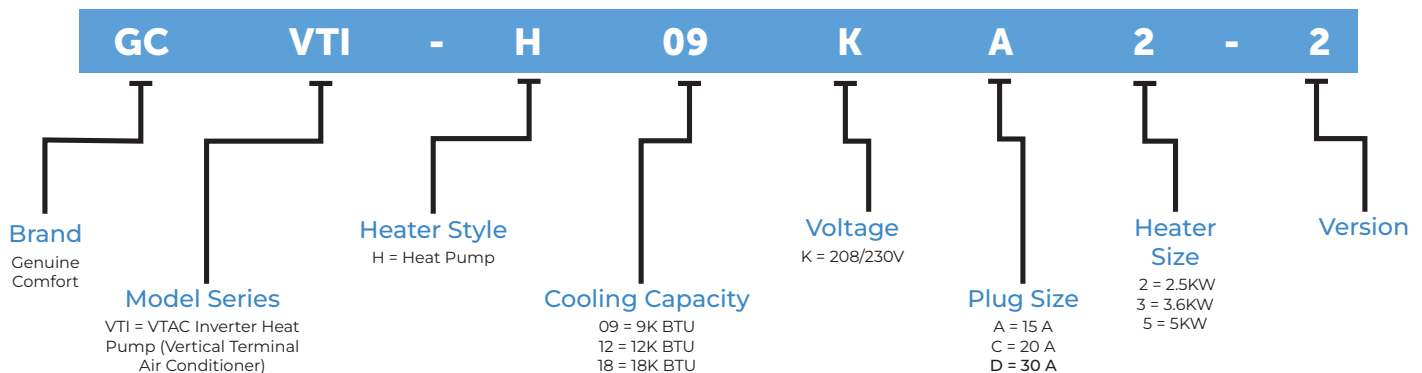 GC VTI - H 09 K A 2 - 2
Brand
Genuine
Comfort
Model Series
VTI = VTAC Inverter Heat
Pump (Vertical Terminal
Air Conditioner)
Heater Style
H = Heat Pump
Cooling Capacity
09 = 9K BTU
12 = 12K BTU
18 = 18K BTU
Voltage
K = 208/230V
Plug Size
A = 15 A
C = 20 A
D = 30 A
Heater
Size
2 = 2.5KW
3 = 3.6KW
5 = 5KW
Version